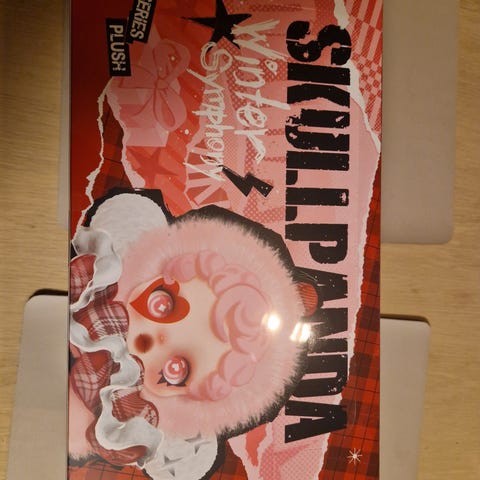 SKULLPANDA
Winter
Symphony
SERIES
PLUSH